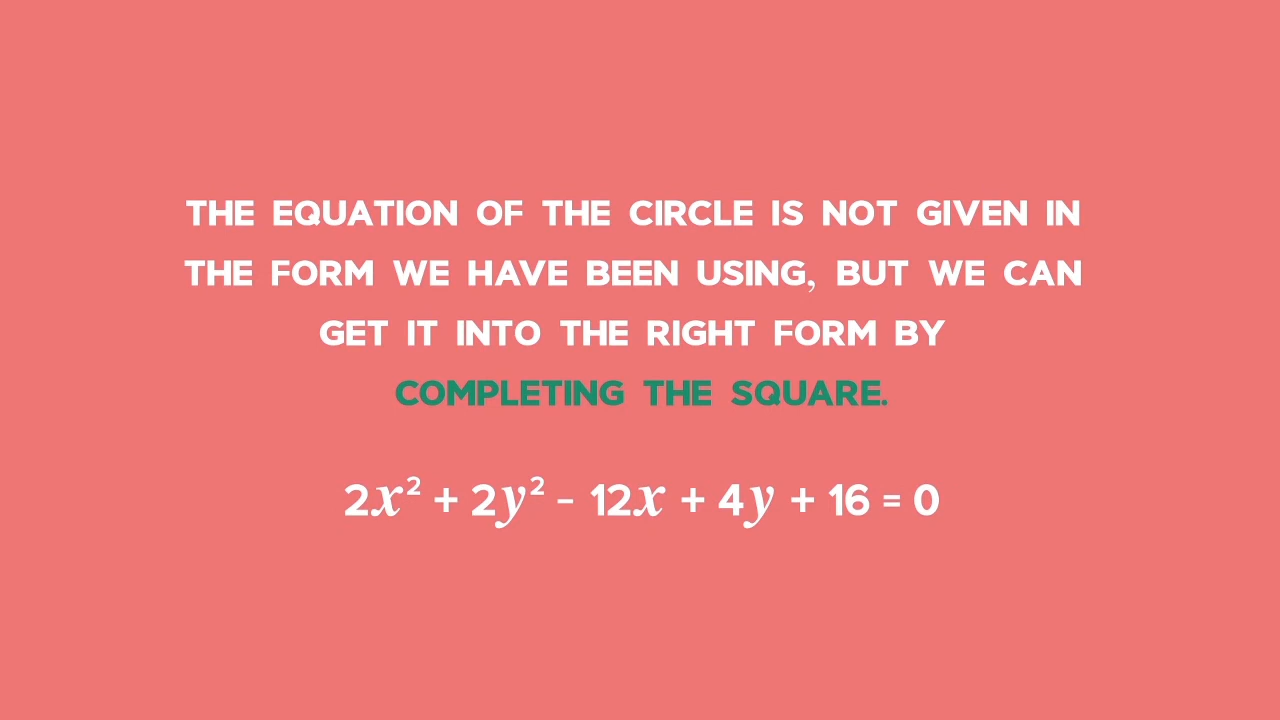 THE EQUATION OF THE CIRCLE IS NOT GIVEN IN
THE FORM WE HAVE BEEN USING, BUT WE CAN
GET IT INTO THE RIGHT FORM BY
COMPLETING THE SQUARE.
2x² + 2y² - 12x + 4y + 16 = 0